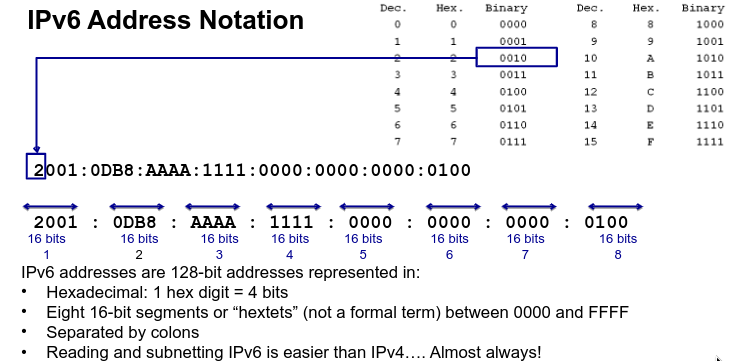 IPv6 Address Notation
Dec. Hex. Binary Dec. Hex. Binary
0 0 0000 8 8 1000
1 1 0001 9 9 1001
2 2 0010 10 A 1010
3 3 0011 11 B 1011
4 4 0100 12 C 1100
5 5 0101 13 D 1101
6 6 0110 14 E 1110
7 7 0111 15 F 1111
2001:0DB8:AAAA:1111:0000:0000:0000:0100
2001 : 0DB8 : AAAA : 1111 : 0000 : 0000 : 0000 : 0100
16 bits 16 bits 16 bits 16 bits 16 bits 16 bits 16 bits 16 bits
1 2 3 4 5 6 7 8
IPv6 addresses are 128-bit addresses represented in:
• Hexadecimal: 1 hex digit = 4 bits
• Eight 16-bit segments or “hextets” (not a formal term) between 0000 and FFFF
• Separated by colons
• Reading and subnetting IPv6 is easier than IPv4…. Almost always!